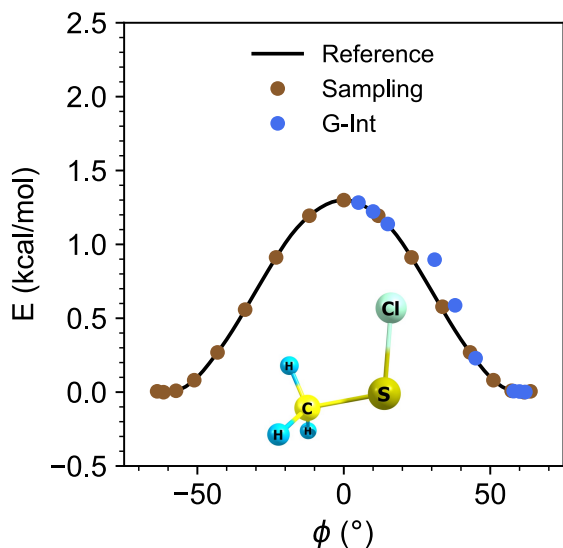 2.5
2.0
1.5
1.0
0.5
0.0
−0.5
E (kcal/mol)
Reference
Sampling
G-Int
Cl
H
C
S
H
H
−50
0
50
ϕ (°)